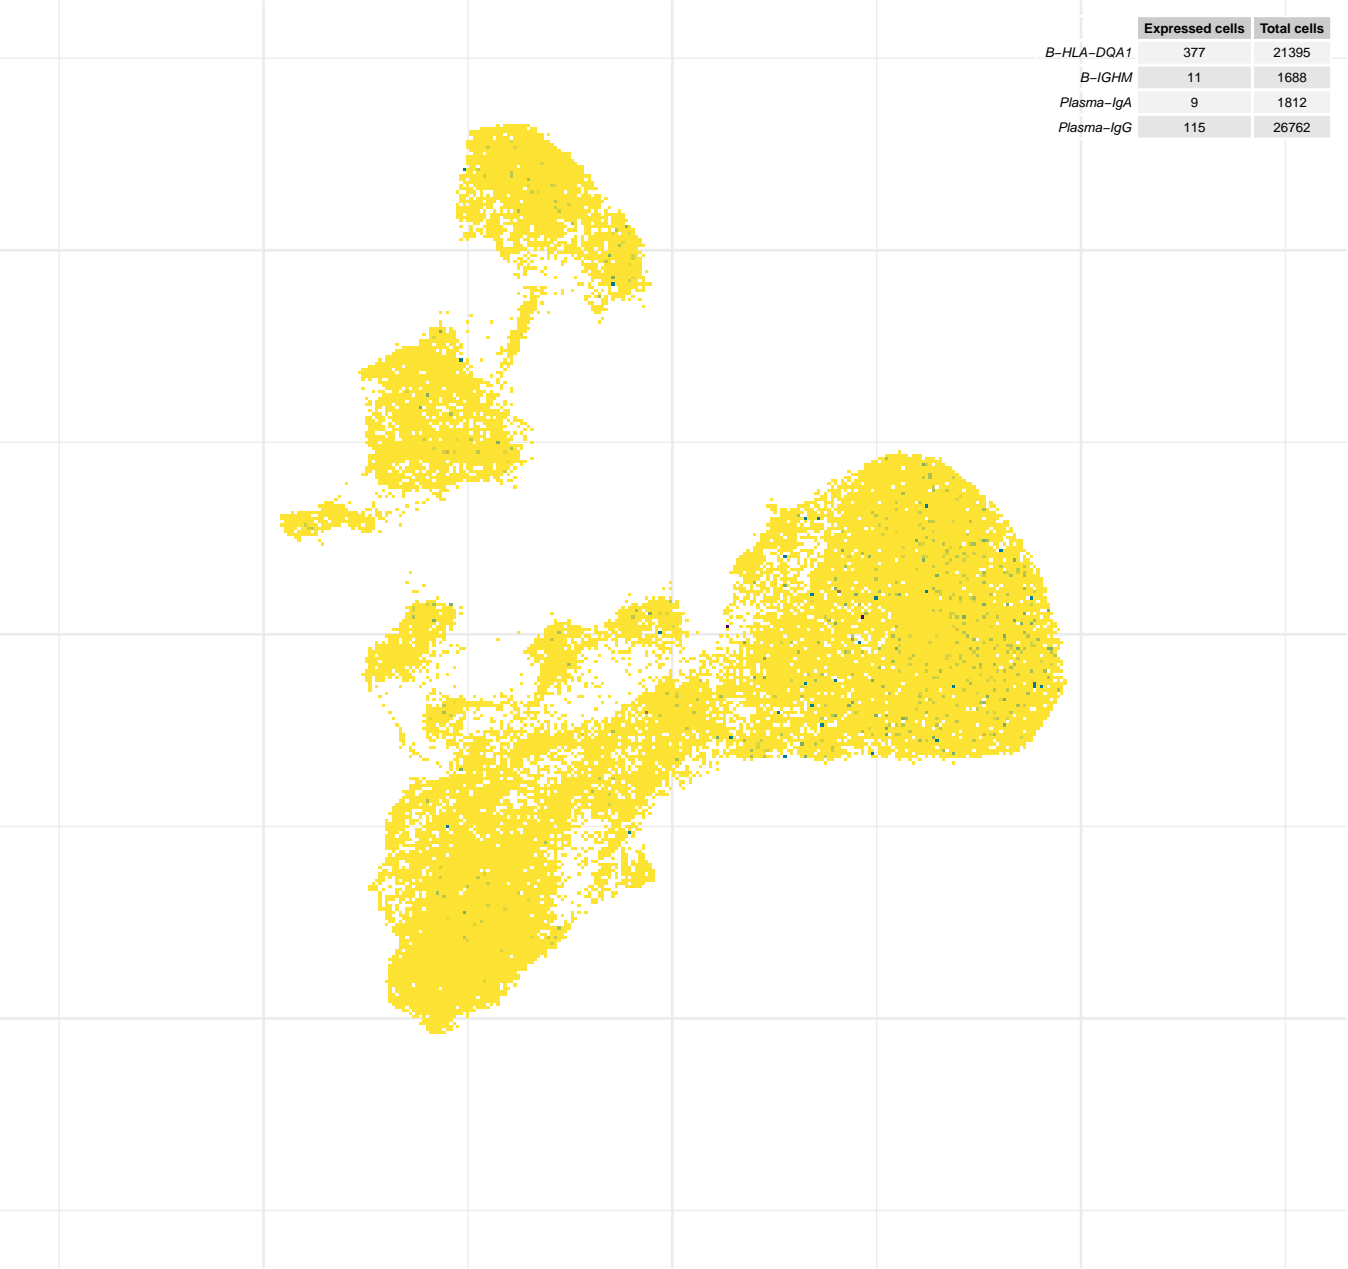 Expressed cells Total cells
B−HLA−DQA1 377 21395
B−IGHM 11 1688
Plasma−IgA 9 1812
Plasma−IgG 115 26762